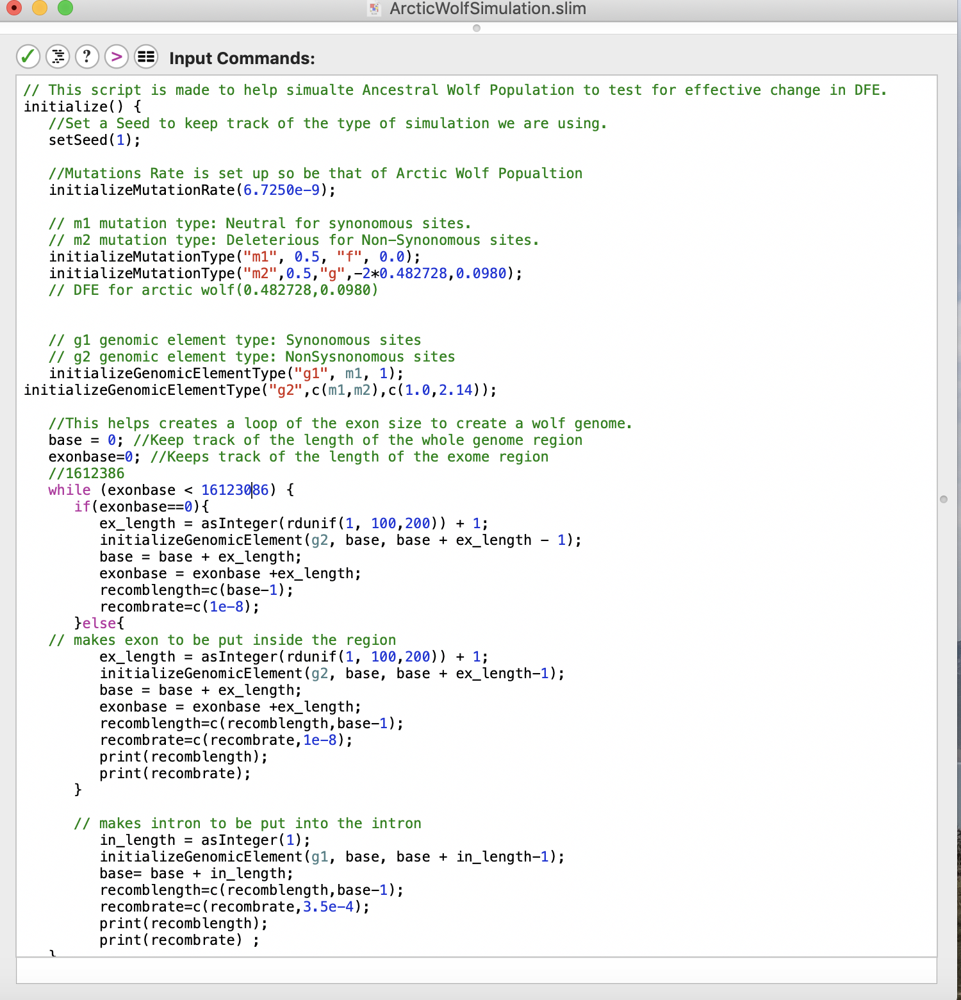 ArcticWolfSimulation.slim
? > Input Commands:
// This script is made to help simualte Ancestral Wolf Population to test for effective change in DFE.
initialize() {
//Set a Seed to keep track of the type of simulation we are using.
setSeed(1);
//Mutations Rate is set up so be that of Arctic Wolf Popualtion
initializeMutationRate(6.7250e-9);
// m1 mutation type: Neutral for synonomous sites.
// m2 mutation type: Deleterious for Non-Synonomous sites.
initializeMutationType("m1", 0.5, "f", 0.0);
initializeMutationType("m2",0.5,"g",-2*0.482728,0.0980);
// DFE for arctic wolf(0.482728,0.0980)
// g1 genomic element type: Synonomous sites
// g2 genomic element type: NonSysnonomous sites
initializeGenomicElementType("g1", m1, 1);
initializeGenomicElementType("g2",c(m1,m2),c(1.0,2.14));
//This helps creates a loop of the exon size to create a wolf genome.
base = 0; //Keep track of the length of the whole genome region
exonbase=0; //Keeps track of the length of the exome region
//1612386
while (exonbase < 16123086) {
if(exonbase==0){
ex_length = asInteger(rdunif(1, 100,200)) + 1;
initializeGenomicElement(g2, base, base + ex_length - 1);
base = base + ex_length;
exonbase = exonbase +ex_length;
recomblength=c(base-1);
recombrate=c(1e-8);
}else{
// makes exon to be put inside the region
ex_length = asInteger(rdunif(1, 100,200)) + 1;
initializeGenomicElement(g2, base, base + ex_length-1);
base = base + ex_length;
exonbase = exonbase +ex_length;
recomblength=c(recomblength,base-1);
recombrate=c(recombrate,1e-8);
print(recomblength);
print(recombrate);
}
// makes intron to be put into the intron
in_length = asInteger(1);
initializeGenomicElement(g1, base, base + in_length-1);
base= base + in_length;
recomblength=c(recomblength,base-1);
recombrate=c(recombrate,3.5e-4);
print(recomblength);
print(recombrate) ;
}